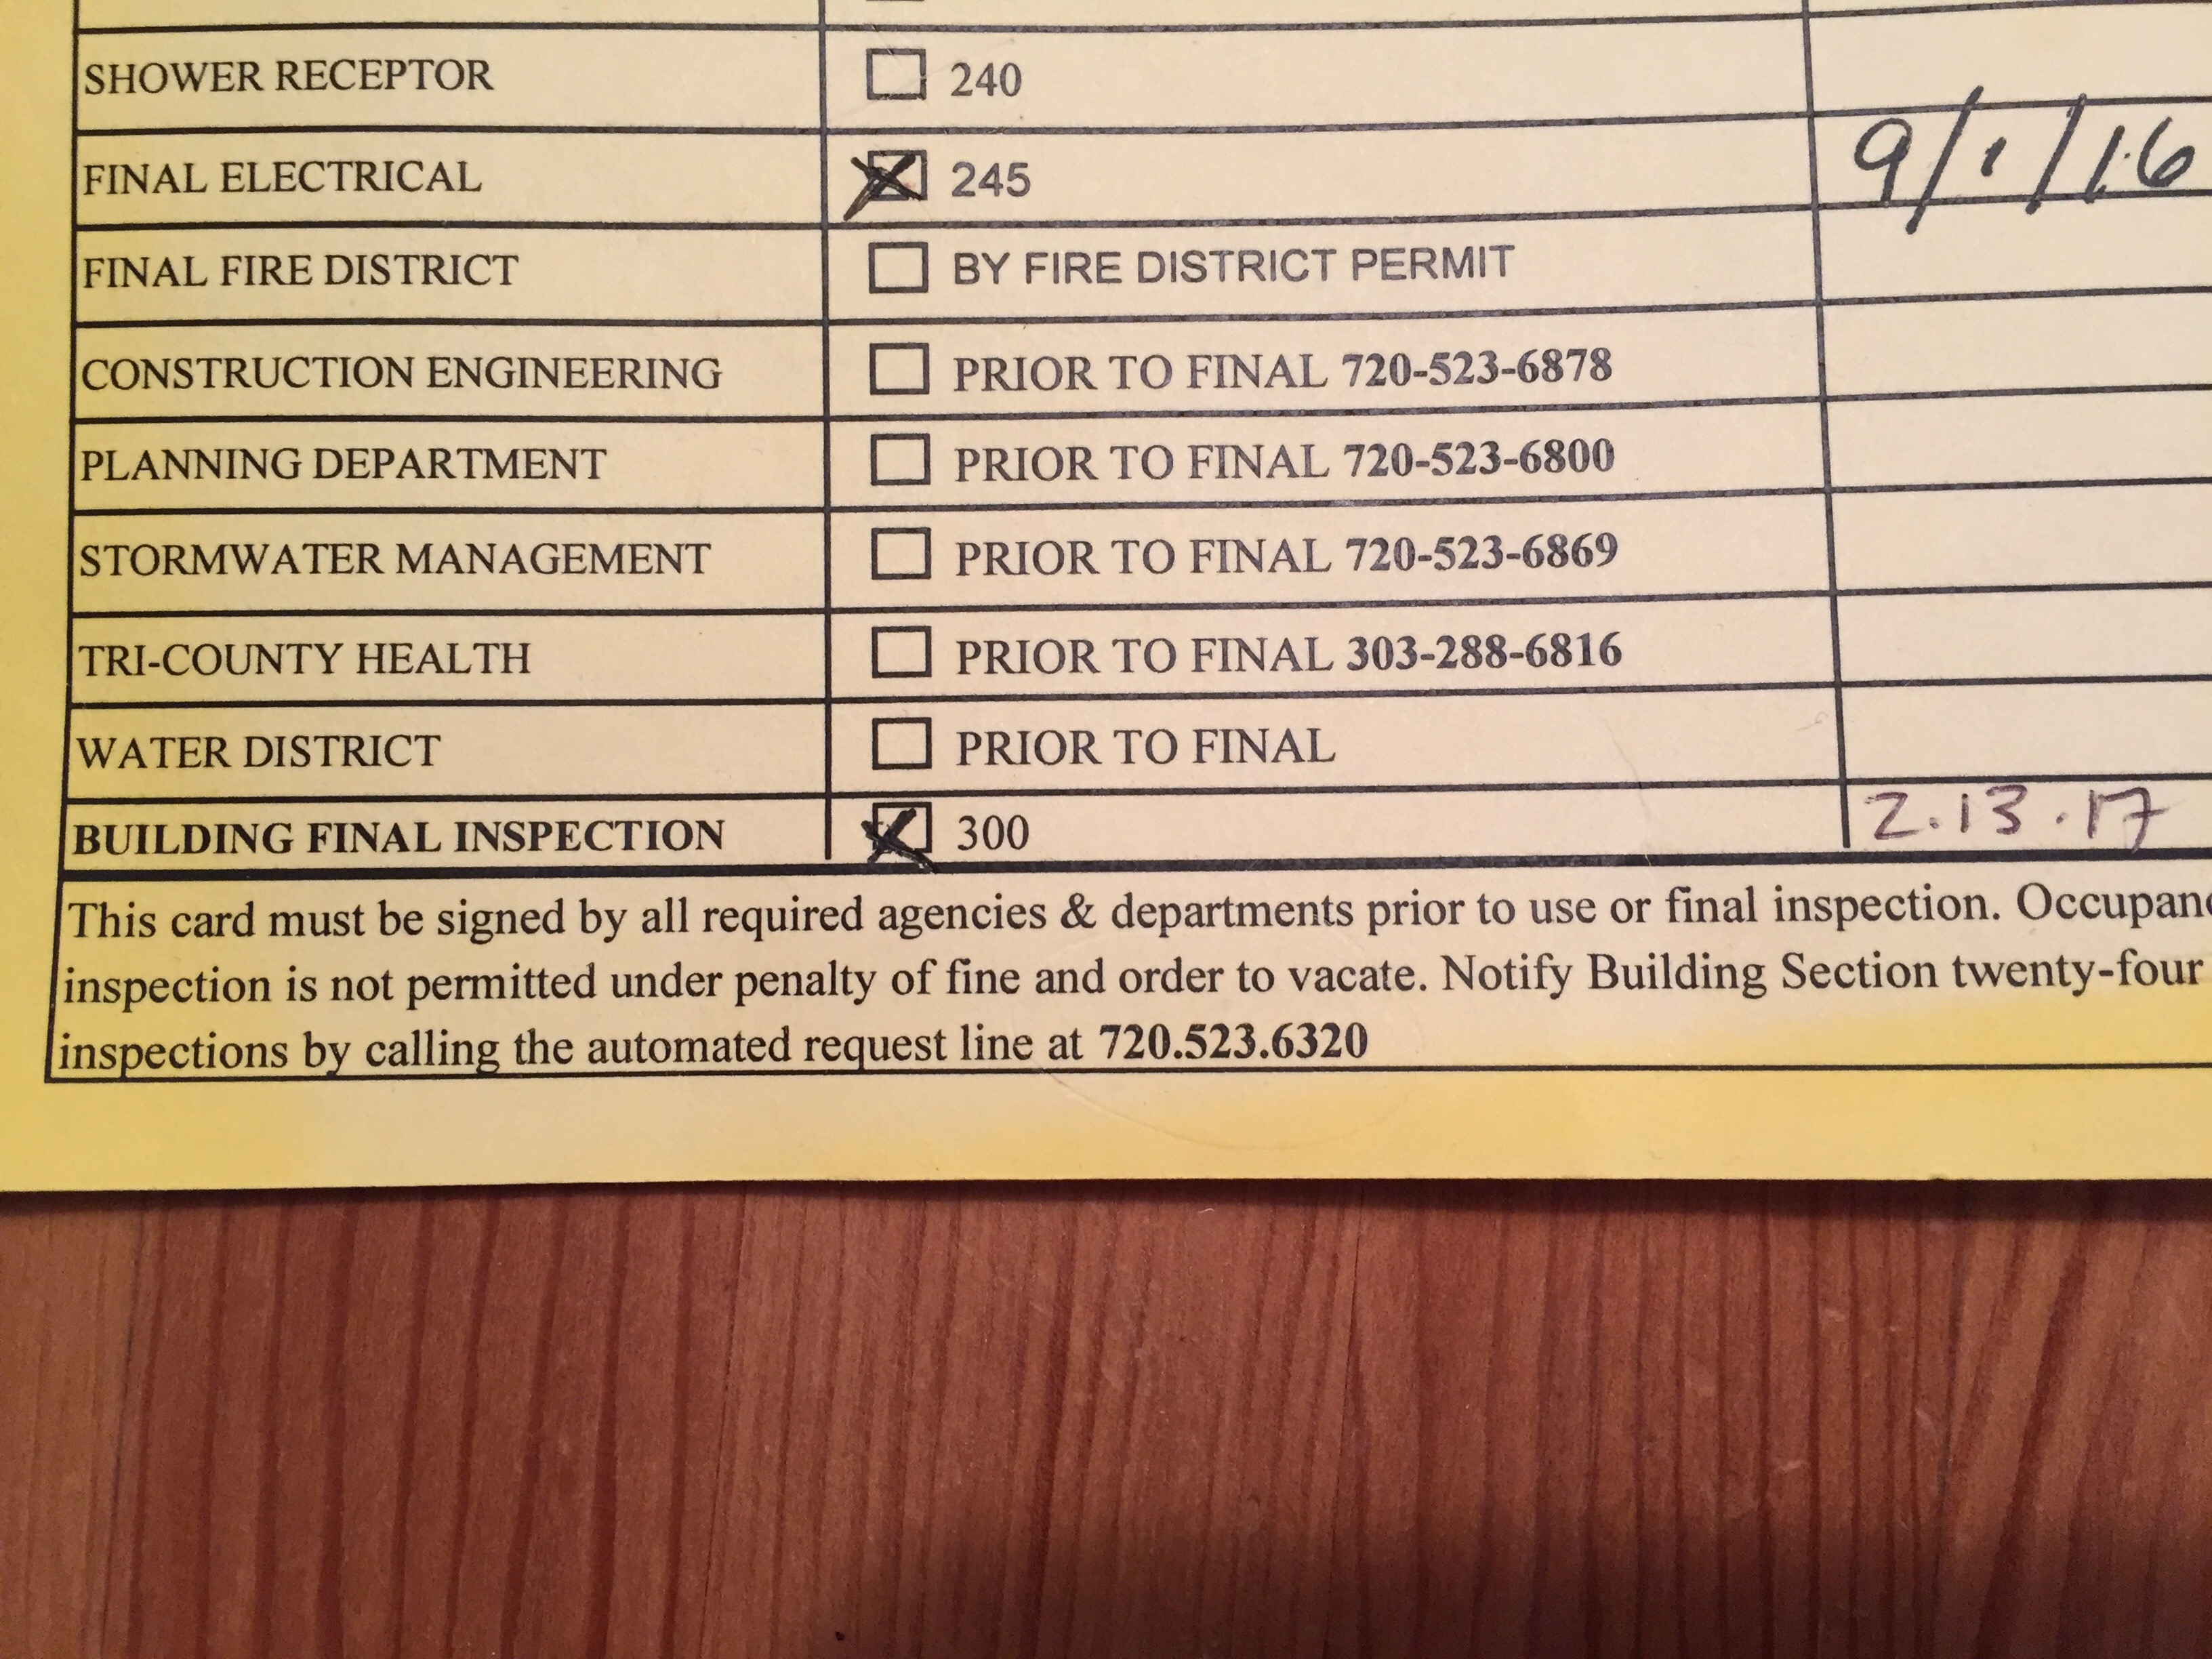 SHOWER RECEPTOR 240
FINAL ELECTRICAL 245 9/1/16
FINAL FIRE DISTRICT BY FIRE DISTRICT PERMIT
CONSTRUCTION ENGINEERING PRIOR TO FINAL 720-523-6878
PLANNING DEPARTMENT PRIOR TO FINAL 720-523-6800
STORMWATER MANAGEMENT PRIOR TO FINAL 720-523-6869
TRI-COUNTY HEALTH PRIOR TO FINAL 303-288-6816
WATER DISTRICT PRIOR TO FINAL
BUILDING FINAL INSPECTION 300 2.13.17
This card must be signed by all required agencies & departments prior to use or final inspection.
inspection is not permitted under penalty of fine and order to vacate. Notify Building Section twenty-four
inspections by calling the automated request line at 720.523.6320